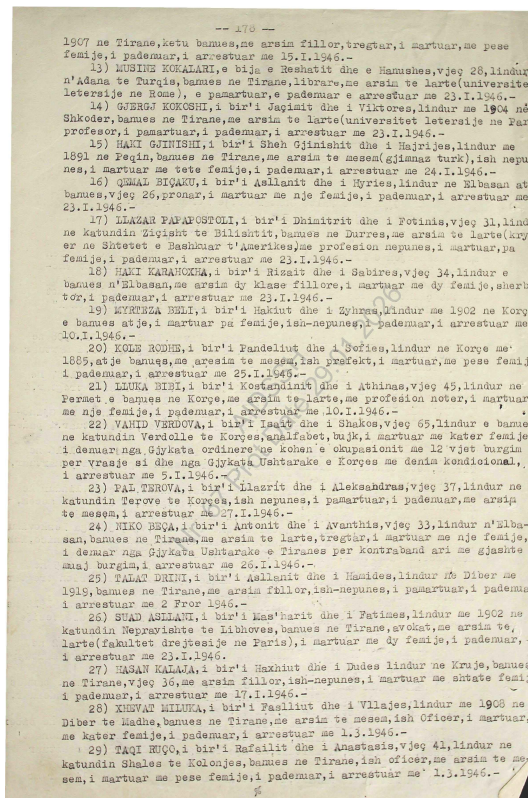 -- 178 --
1907 ne Tirane,ketu banues,me arsim fillor,tregtar,i martuar,me pese
femije,i padenuar,i arrestuar me 15.I.1946.-
13) MUSINE KOKALARI,e bija e Reshatit dhe e Hanushes,vjeç 28,lindur
n'Adana te Turqis,banues ne Tirane,librare,me arsim te larte(universite
letersije ne Rome), e pamartuar,e padenuar e arrestuar me 23.I.1946.-
14) GJERGJ KOKOSHI,i bir'i Jaçimit dhe i Viktores,lindur me 1904 në
Shkoder,banues ne Tirane,me arsim te larte(universitet letersije ne Par
profesor,i pamartuar,i padenuar,i arrestuar me 23.I.1946.-
15) HAKI GJINISHI,i bir'i Sheh Gjinishit dhe i Hajrijes,lindur me
1891 ne Peqin,banues ne Tirane,me arsim te mesem(gjimnaz turk),ish nepu
nes,i martuar me tete femije,i padenuar,i arrestuar me 24.I.1946.-
16) QEMAL BIÇAKU,i bir'i Asllanit dhe i Hyries,lindur ne Elbasan at
banues,vjeç 26,pronar,i martuar me nje femije,i padenuar,i arrestuar me
23.I.1946.-
17) LLAZAR PAPAPOSTOLI,i bir'i Dhimitrit dhe i Fotinis,vjeç 31,lind
ne katundin Ziçisht te Bilishtit,banues ne Durres,me arsim te larte(kry
er ne Shtetet e Bashkuar t'Amerikes)me profesion nepunes,i martuar,pa
femije,i padenuar,i arrestuar me 23.I.1946.-
18) HAKI KARAHOXHA,i bir'i Rizait dhe i Sabires,vjeç 34,lindur e
banues n'Elbasan,me arsim dy klase fillore,i martuar me dy femije,sherb
tor,i padenuar,i arrestuar me 23.I.1946.-
19) MYRTEZA BELI,i bir'i Hakiut dhe i Zyhras,lindur me 1902 ne Korç
e banues atje,i martuar pa femije,ish-nepunes,i padenuar,i arrestuar me
10.I.1946.-
20) KOLE RODHE,i bir'i Pandeliut dhe i Sofies,lindur ne Korçe me
1885,atje banues,me aresim te mesem,ish prefekt,i martuar,me pese femij
i padenuar,i arrestuar me 25.I.1946.-
21) LLUKA BIBI,i bir'i Kostandinit dhe i Athinas,vjeç 45,lindur ne
Permet e banues ne Korçe,me arsim te larte,me profesion noter,i martuar
me nje femije,i padenuar,i arrestuar me 10.I.1946.-
22) VAHID VERDOVA,i bir'i Isait dhe i Shakos,vjeç 65,lindur e banue
ne katundin Verdolle te Korçes,analfabet,bujk,i martuar me kater femije
i denuar nga Gjykata ordinere ne kohen e okupasionit me 12 vjet burgim
per vrasje si dhe nga Gjykata Ushtarake e Korçes me denim kondicional,
i arrestuar me 5.I.1946.-
23) PAL TEROVA,i bir'i Llazrit dhe i Aleksahdras,vjeç 37,lindur ne
katundin Terove te Korçes,ish nepunes,i pamartuar,i padenuar,me arsim
te mesem,i arrestuar me 27.I.1946.-
24) NIKO BEÇA,i bir'i Antonit dhe i Avanthis,vjeç 33,lindur n'Elba-
san,banues ne Tirane,me arsim te larte,tregtar,i martuar me nje femije,
i denuar nga Gjykata Ushtarake e Tiranes per kontraband ari me gjashte
muaj burgim,i arrestuar me 26.I.1946.-
25) TALAT DRINI,i bir'i Asllanit dhe i Hamides,lindur ne Diber me
1919,banues ne Tirane,me arsim fillor,ish-nepunes,i pamartuar,i padenua
i arrestuar me 2 Fror 1946.-
26) SUAD ASLLANI,i bir'i Mas'harit dhe i Fatimes,lindur me 1902 ne
katundin Nepravishte te Libhoves,banues ne Tirane,avokat,me arsim te
larte(fakultet drejtesije ne Paris),i martuar me dy femije,i padenuar,
i arrestuar me 23.I.1946.
27) HASAN KALAJA,i bir'i Haxhiut dhe i Dudes lindur ne Kruje,banues
ne Tirane,vjeç 36,me arsim fillor,ish-nepunes,i martuar me shtate femij
i padenuar,i arrestuar me 17.I.1946.-
28) XHEVAT MILUKA,i bir'i Faslliut dhe i Vllajes,lindur me 1908 ne
Diber te Madhe,banues ne Tirane,me arsim te mesem,ish Oficer,i martuar,
me kater femije,i padenuar,i arrestuar me 1.3.1946.-
29) TAQI RUÇO,i bir'i Rafailit dhe i Anastasis,vjeç 41,lindur ne
katundin Shales te Kolonjes,banues ne Tirane,ish oficer,me arsim te me-
sem,i martuar me pese femije,i padenuar,i arrestuar me 1.3.1946.-